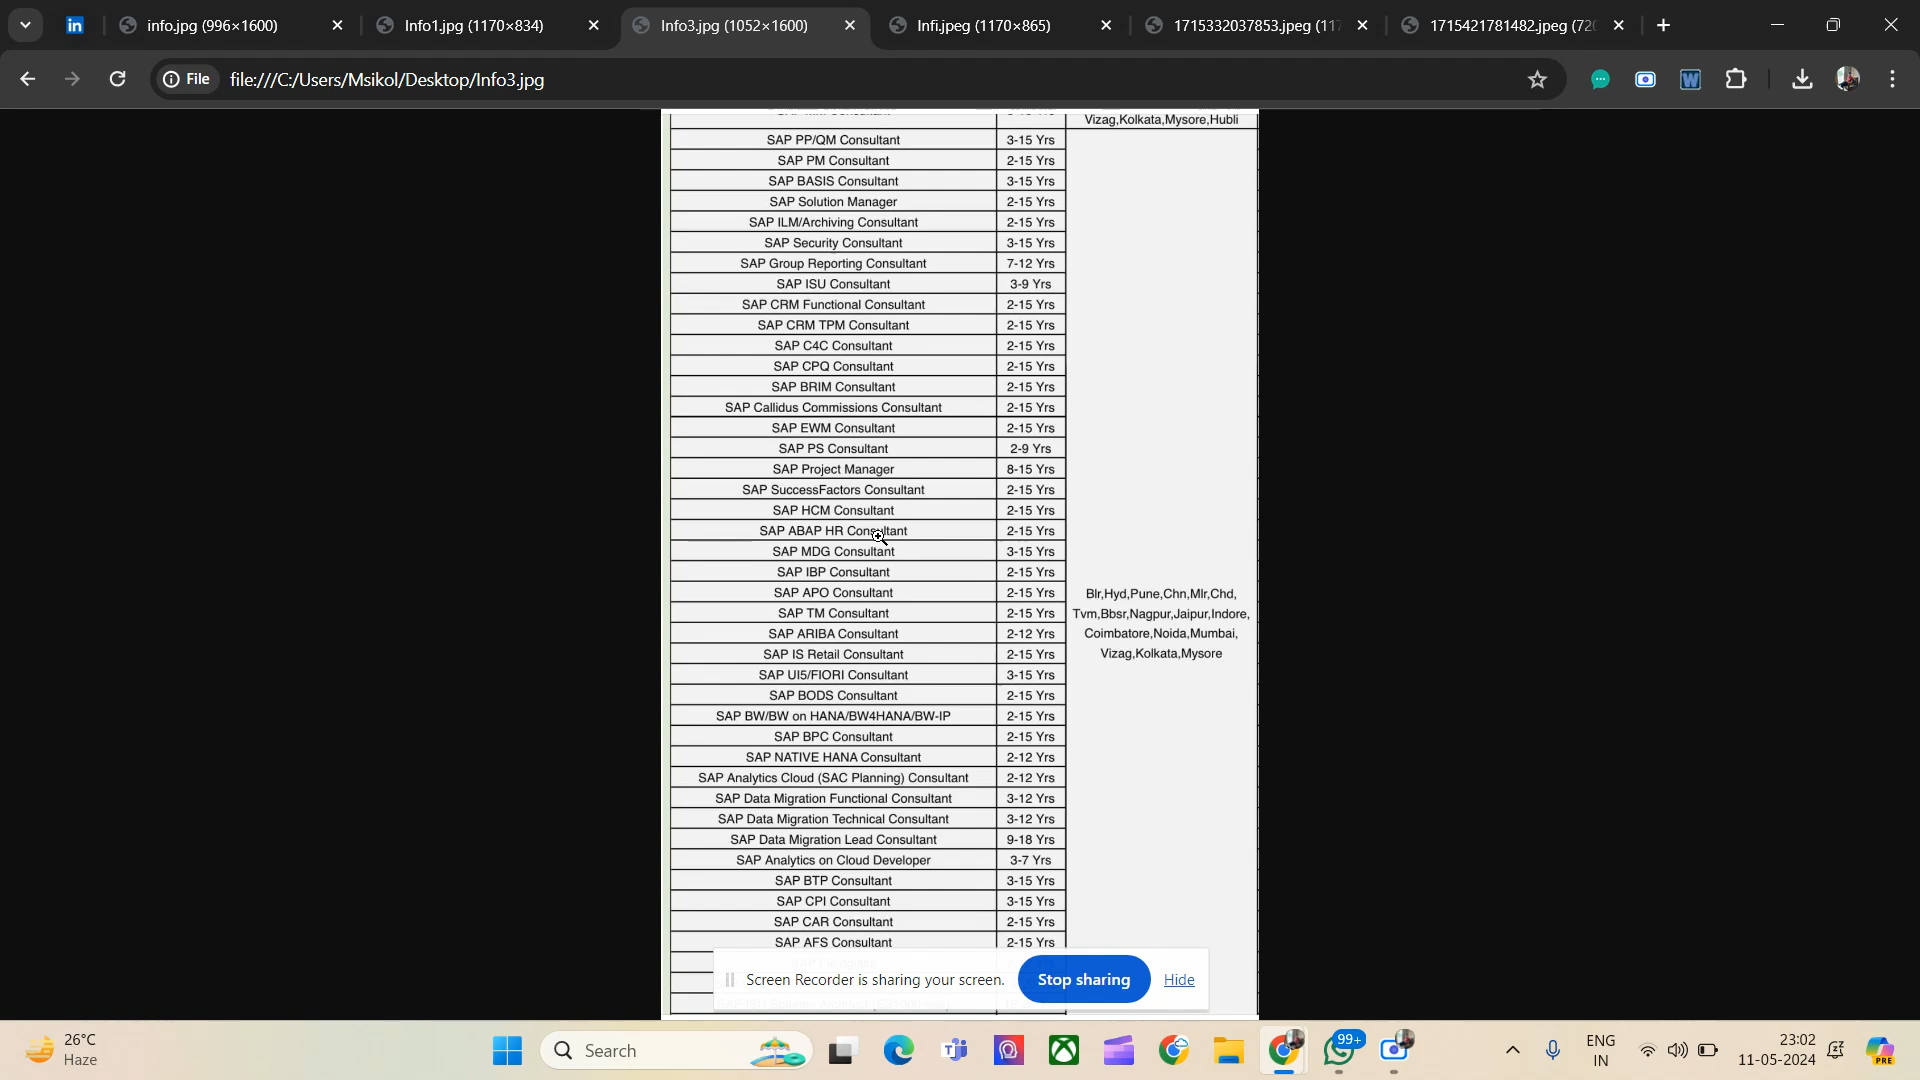 info.jpg (996×1600)
Info1.jpg (1170×834)
Info3.jpg (1052×1600)
Infi.jpeg (1170×865)
1715332037853.jpeg (117
1715421781482.jpeg (720
File
file:///C:/Users/Msikol/Desktop/Info3.jpg
Vizag,Kolkata,Mysore,Hubli
SAP PP/QM Consultant 3-15 Yrs
SAP PM Consultant 2-15 Yrs
SAP BASIS Consultant 3-15 Yrs
SAP Solution Manager 2-15 Yrs
SAP ILM/Archiving Consultant 2-15 Yrs
SAP Security Consultant 3-15 Yrs
SAP Group Reporting Consultant 7-12 Yrs
SAP ISU Consultant 3-9 Yrs
SAP CRM Functional Consultant 2-15 Yrs
SAP CRM TPM Consultant 2-15 Yrs
SAP C4C Consultant 2-15 Yrs
SAP CPQ Consultant 2-15 Yrs
SAP BRIM Consultant 2-15 Yrs
SAP Callidus Commissions Consultant 2-15 Yrs
SAP EWM Consultant 2-15 Yrs
SAP PS Consultant 2-9 Yrs
SAP Project Manager 8-15 Yrs
SAP SuccessFactors Consultant 2-15 Yrs
SAP HCM Consultant 2-15 Yrs
SAP ABAP HR Consultant 2-15 Yrs
SAP MDG Consultant 3-15 Yrs
SAP IBP Consultant 2-15 Yrs
SAP APO Consultant 2-15 Yrs
SAP TM Consultant 2-15 Yrs
SAP ARIBA Consultant 2-12 Yrs
SAP IS Retail Consultant 2-15 Yrs
SAP UI5/FIORI Consultant 3-15 Yrs
SAP BODS Consultant 2-15 Yrs
SAP BW/BW on HANA/BW4HANA/BW-IP 2-15 Yrs
SAP BPC Consultant 2-15 Yrs
SAP NATIVE HANA Consultant 2-12 Yrs
SAP Analytics Cloud (SAC Planning) Consultant 2-12 Yrs
SAP Data Migration Functional Consultant 3-12 Yrs
SAP Data Migration Technical Consultant 3-12 Yrs
SAP Data Migration Lead Consultant 9-18 Yrs
SAP Analytics on Cloud Developer 3-7 Yrs
SAP BTP Consultant 3-15 Yrs
SAP CPI Consultant 3-15 Yrs
SAP CAR Consultant 2-15 Yrs
SAP AFS Consultant 2-15 Yrs
Blr,Hyd,Pune,Chn,Mlr,Chd,
Tvm,Bbsr,Nagpur,Jaipur,Indore,
Coimbatore,Noida,Mumbai,
Vizag,Kolkata,Mysore
Screen Recorder is sharing your screen.
Stop sharing
Hide
26°C
Haze
Search
99+
ENG
IN
23:02
11-05-2024
PRE